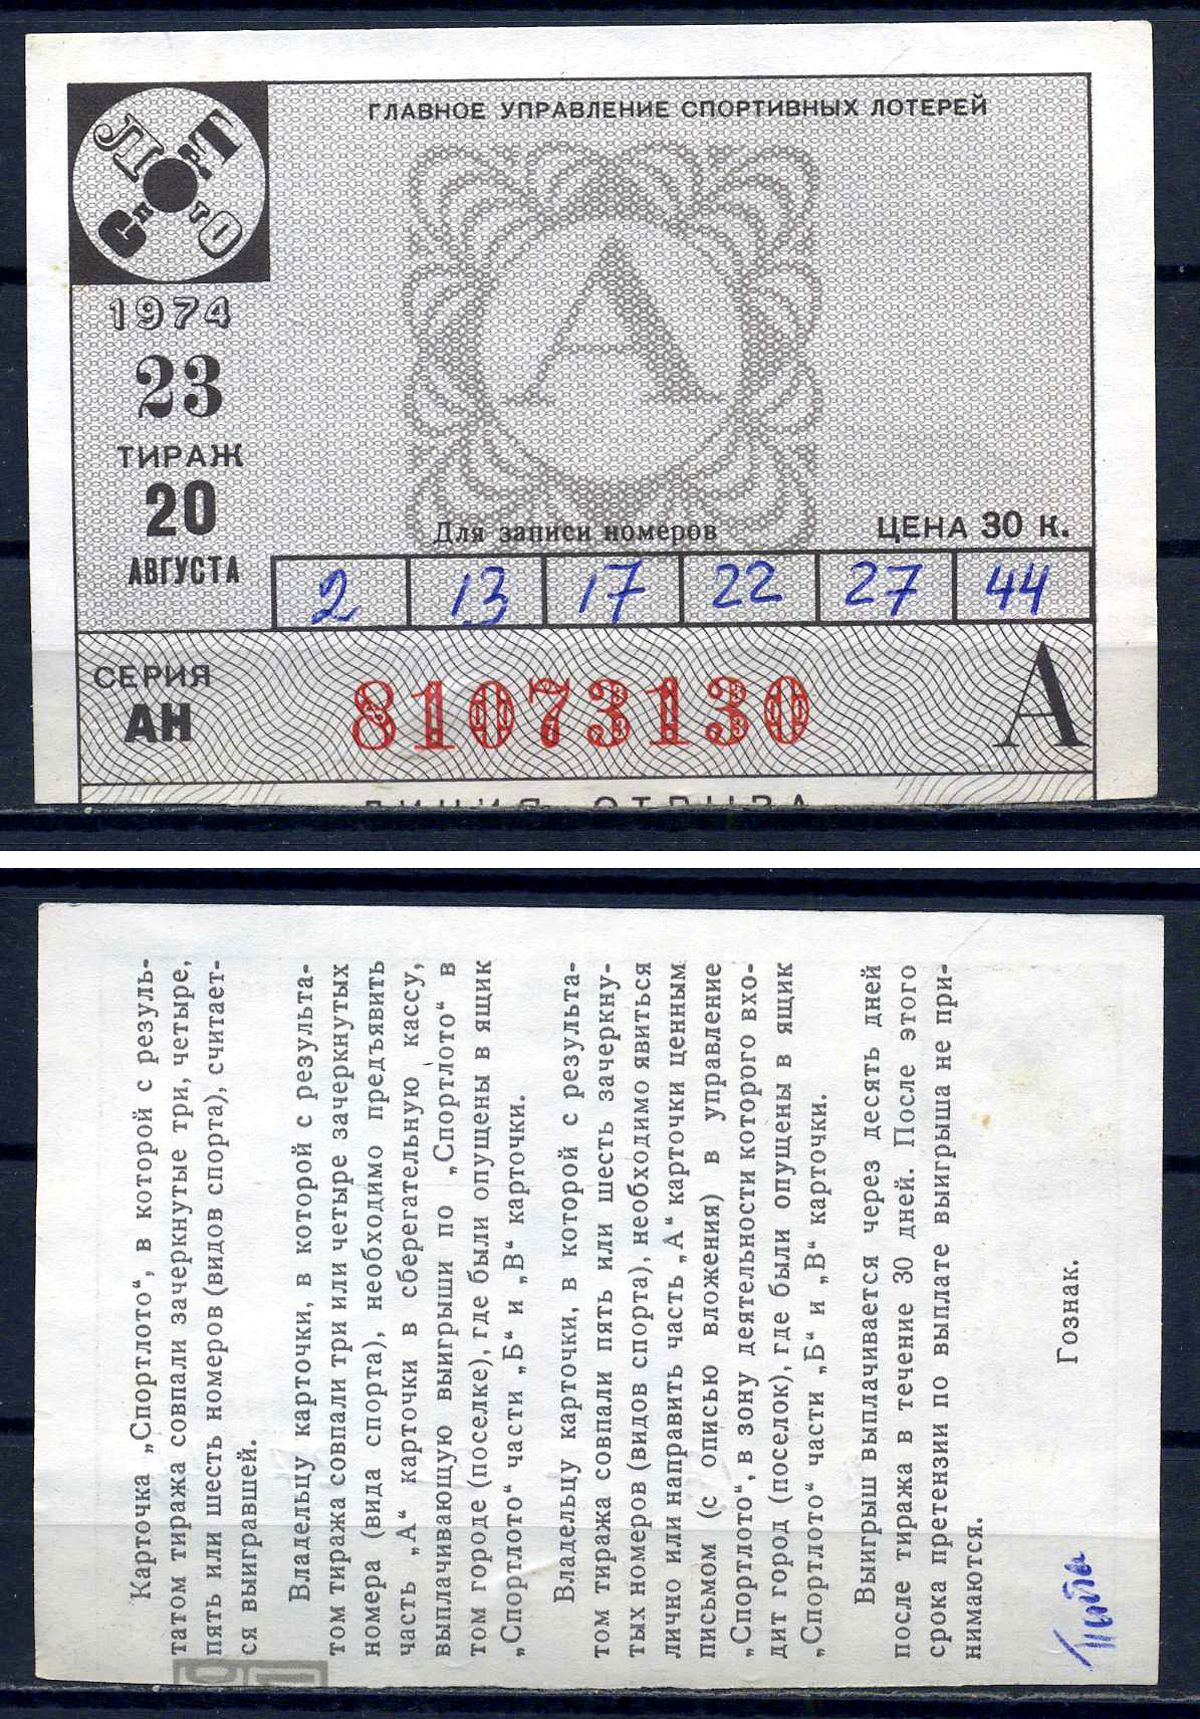 ГЛАВНОЕ УПРАВЛЕНИЕ СПОРТИВНЫХ ЛОТЕРЕЙ
СПОРТЛОТО
1974
23
ТИРАЖ
20
АВГУСТА
Для записи номеров
ЦЕНА 30 к.
2 13 17 22 27 44
СЕРИЯ
АН
81073130
А
ЛИНИЯ ОТРЫВА
Карточка „Спортлото“, в которой с резуль-
татом тиража совпали зачеркнутые три, четыре,
пять или шесть номеров (видов спорта), считает-
ся выигравшей.
Владельцу карточки, в которой с результа-
том тиража совпали три или четыре зачеркнутых
номера (вида спорта), необходимо предъявить
часть „А“ карточки в сберегательную кассу,
выплачивающую выигрыши по „Спортлото“ в
том городе (поселке), где были опущены в ящик
„Спортлото“ части „Б“ и „В“ карточки.
Владельцу карточки, в которой с результа-
том тиража совпали пять или шесть зачеркну-
тых номеров (видов спорта), необходимо явиться
лично или направить часть „А“ карточки ценным
письмом (с описью вложения) в управление
„Спортлото“, в зону деятельности которого вхо-
дит город (поселок), где были опущены в ящик
„Спортлото“ части „Б“ и „В“ карточки.
Выигрыш выплачивается через десять дней
после тиража в течение 30 дней. После этого
срока претензии по выплате выигрыша не при-
нимаются.
Гознак.